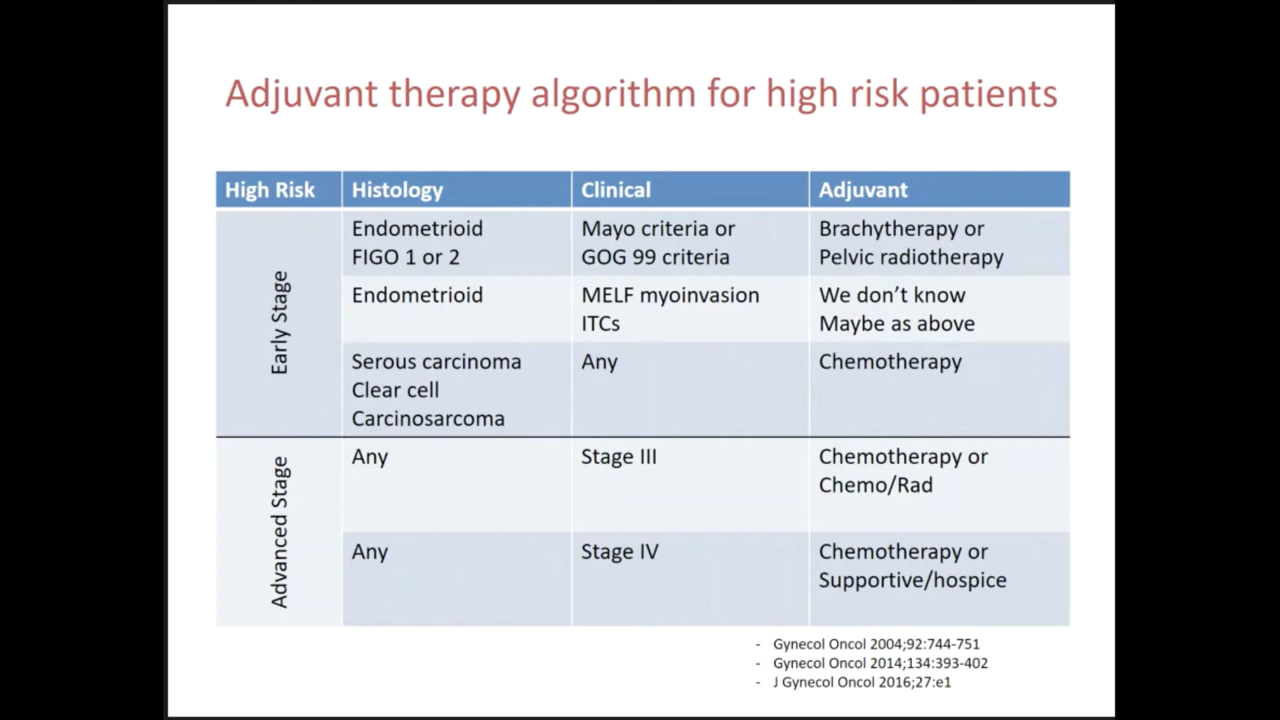 Adjuvant therapy algorithm for high risk patients
High Risk
Histology
Clinical
Adjuvant
Early Stage
Endometrioid
FIGO 1 or 2
Mayo criteria or
GOG 99 criteria
Brachytherapy or
Pelvic radiotherapy
Endometrioid
MELF myoinvasion
ITCs
We don’t know
Maybe as above
Serous carcinoma
Clear cell
Carcinosarcoma
Any
Chemotherapy
Advanced Stage
Any
Stage III
Chemotherapy or
Chemo/Rad
Any
Stage IV
Chemotherapy or
Supportive/hospice
- Gynecol Oncol 2004;92:744-751
- Gynecol Oncol 2014;134:393-402
- J Gynecol Oncol 2016;27:e1